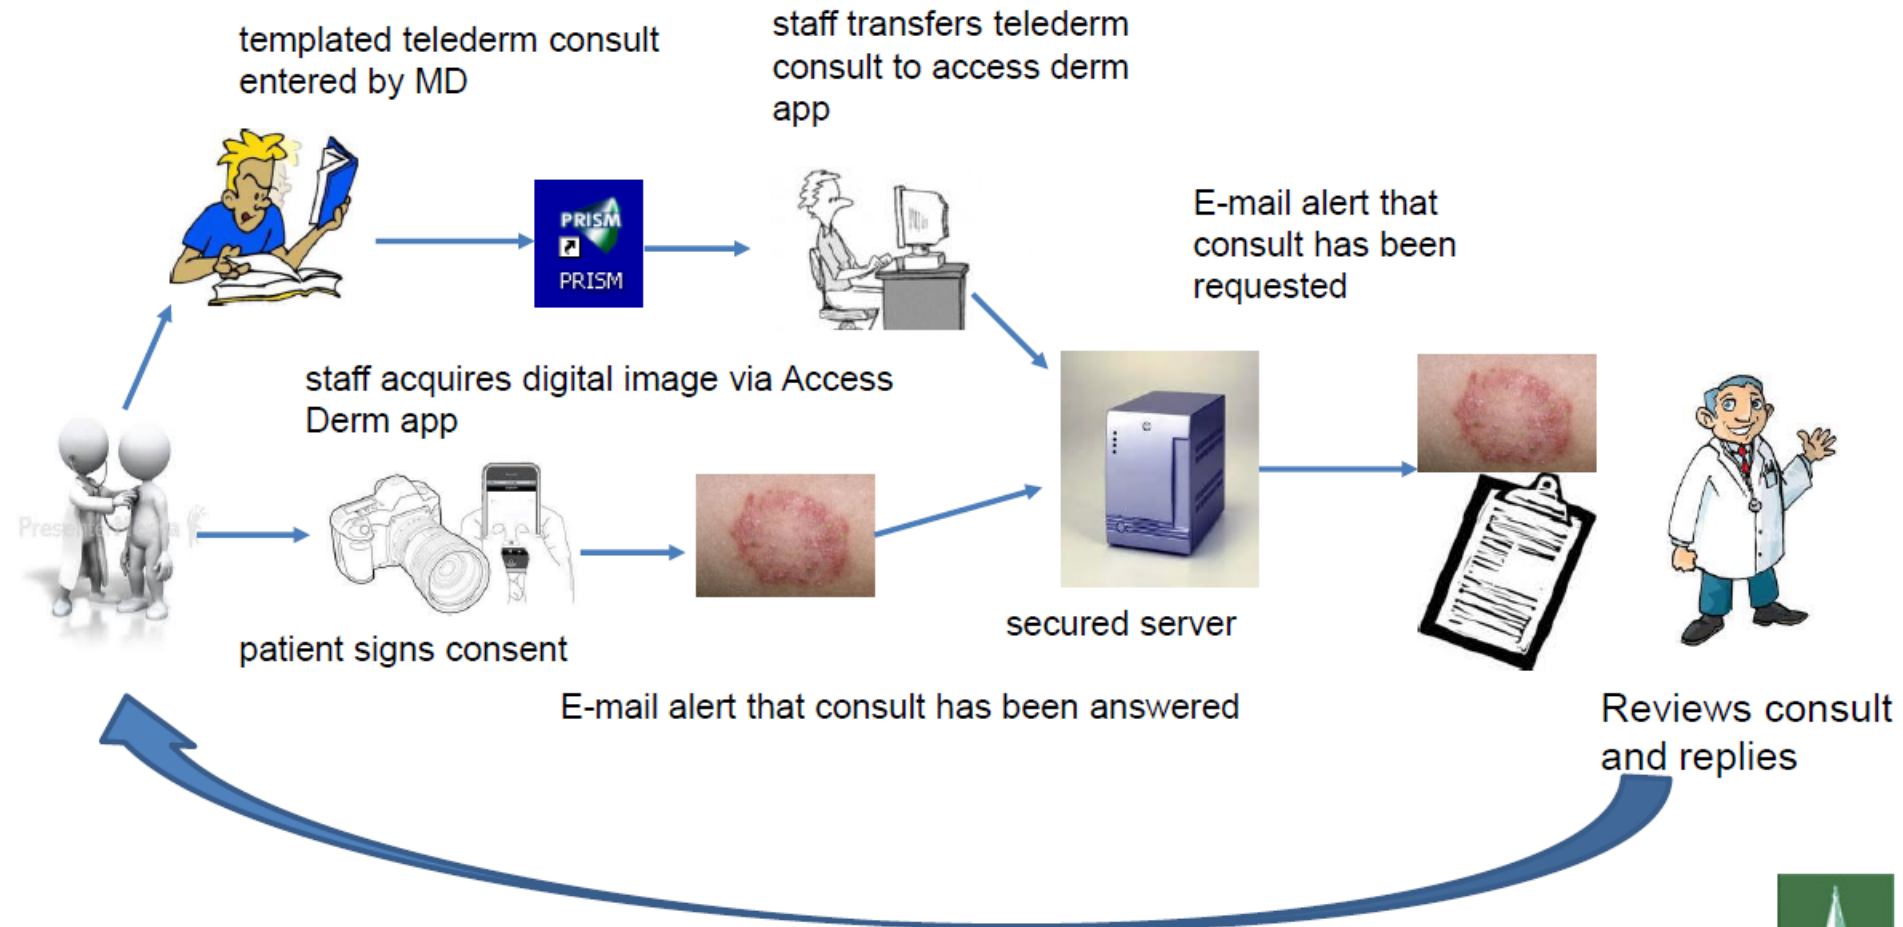 templated telederm consult
entered by MD
staff transfers telederm
consult to access derm
app
PRISM
PRISM
E-mail alert that
consult has been
requested
staff acquires digital image via Access
Derm app
patient signs consent
secured server
E-mail alert that consult has been answered
Reviews consult
and replies